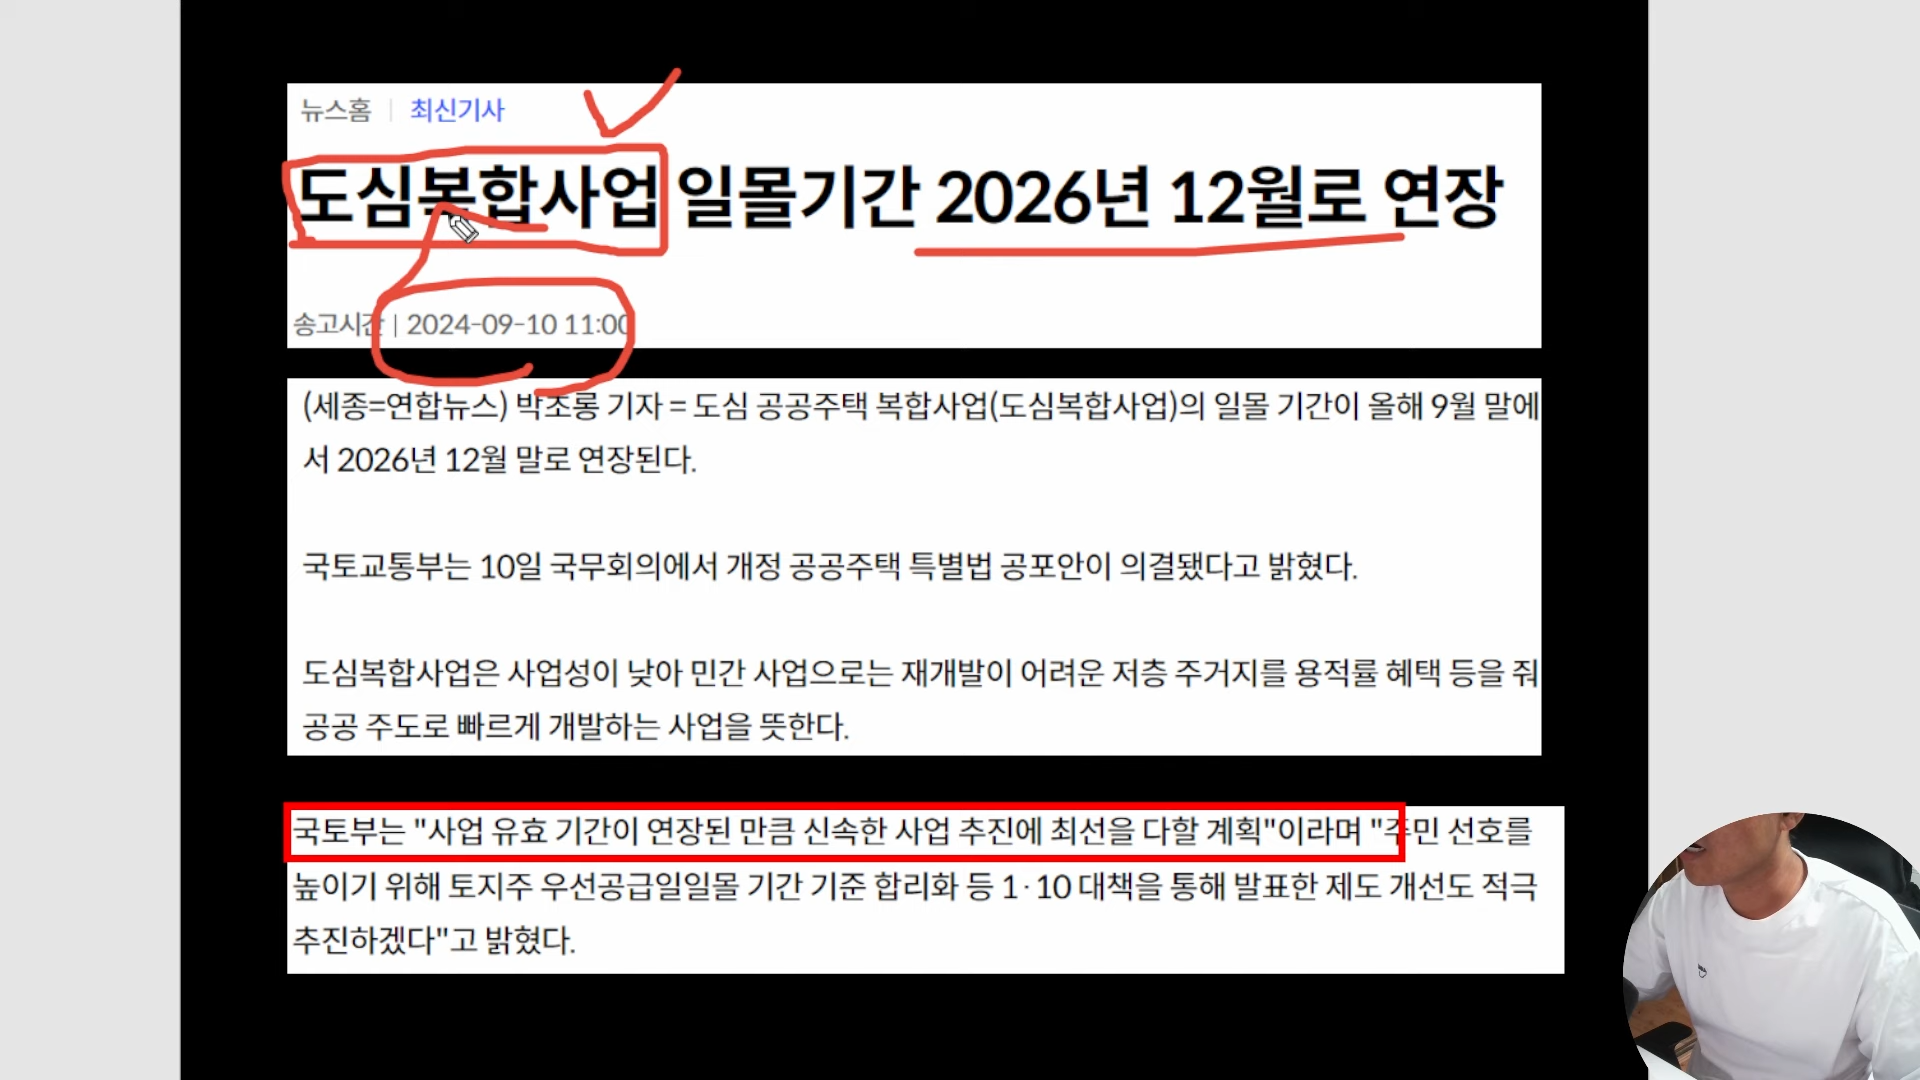 뉴스홈 | 최신기사
도심복합사업 일몰기간 2026년 12월로 연장
송고시간 | 2024-09-10 11:00
(세종=연합뉴스) 박초롱 기자 = 도심 공공주택 복합사업(도심복합사업)의 일몰 기간이 올해 9월 말에
서 2026년 12월 말로 연장된다.
국토교통부는 10일 국무회의에서 개정 공공주택 특별법 공포안이 의결됐다고 밝혔다.
도심복합사업은 사업성이 낮아 민간 사업으로는 재개발이 어려운 저층 주거지를 용적률 혜택 등을 줘
공공 주도로 빠르게 개발하는 사업을 뜻한다.
국토부는 "사업 유효 기간이 연장된 만큼 신속한 사업 추진에 최선을 다할 계획"이라며 "주민 선호를
높이기 위해 토지주 우선공급일일몰 기간 기준 합리화 등 1·10 대책을 통해 발표한 제도 개선도 적극
추진하겠다"고 밝혔다.